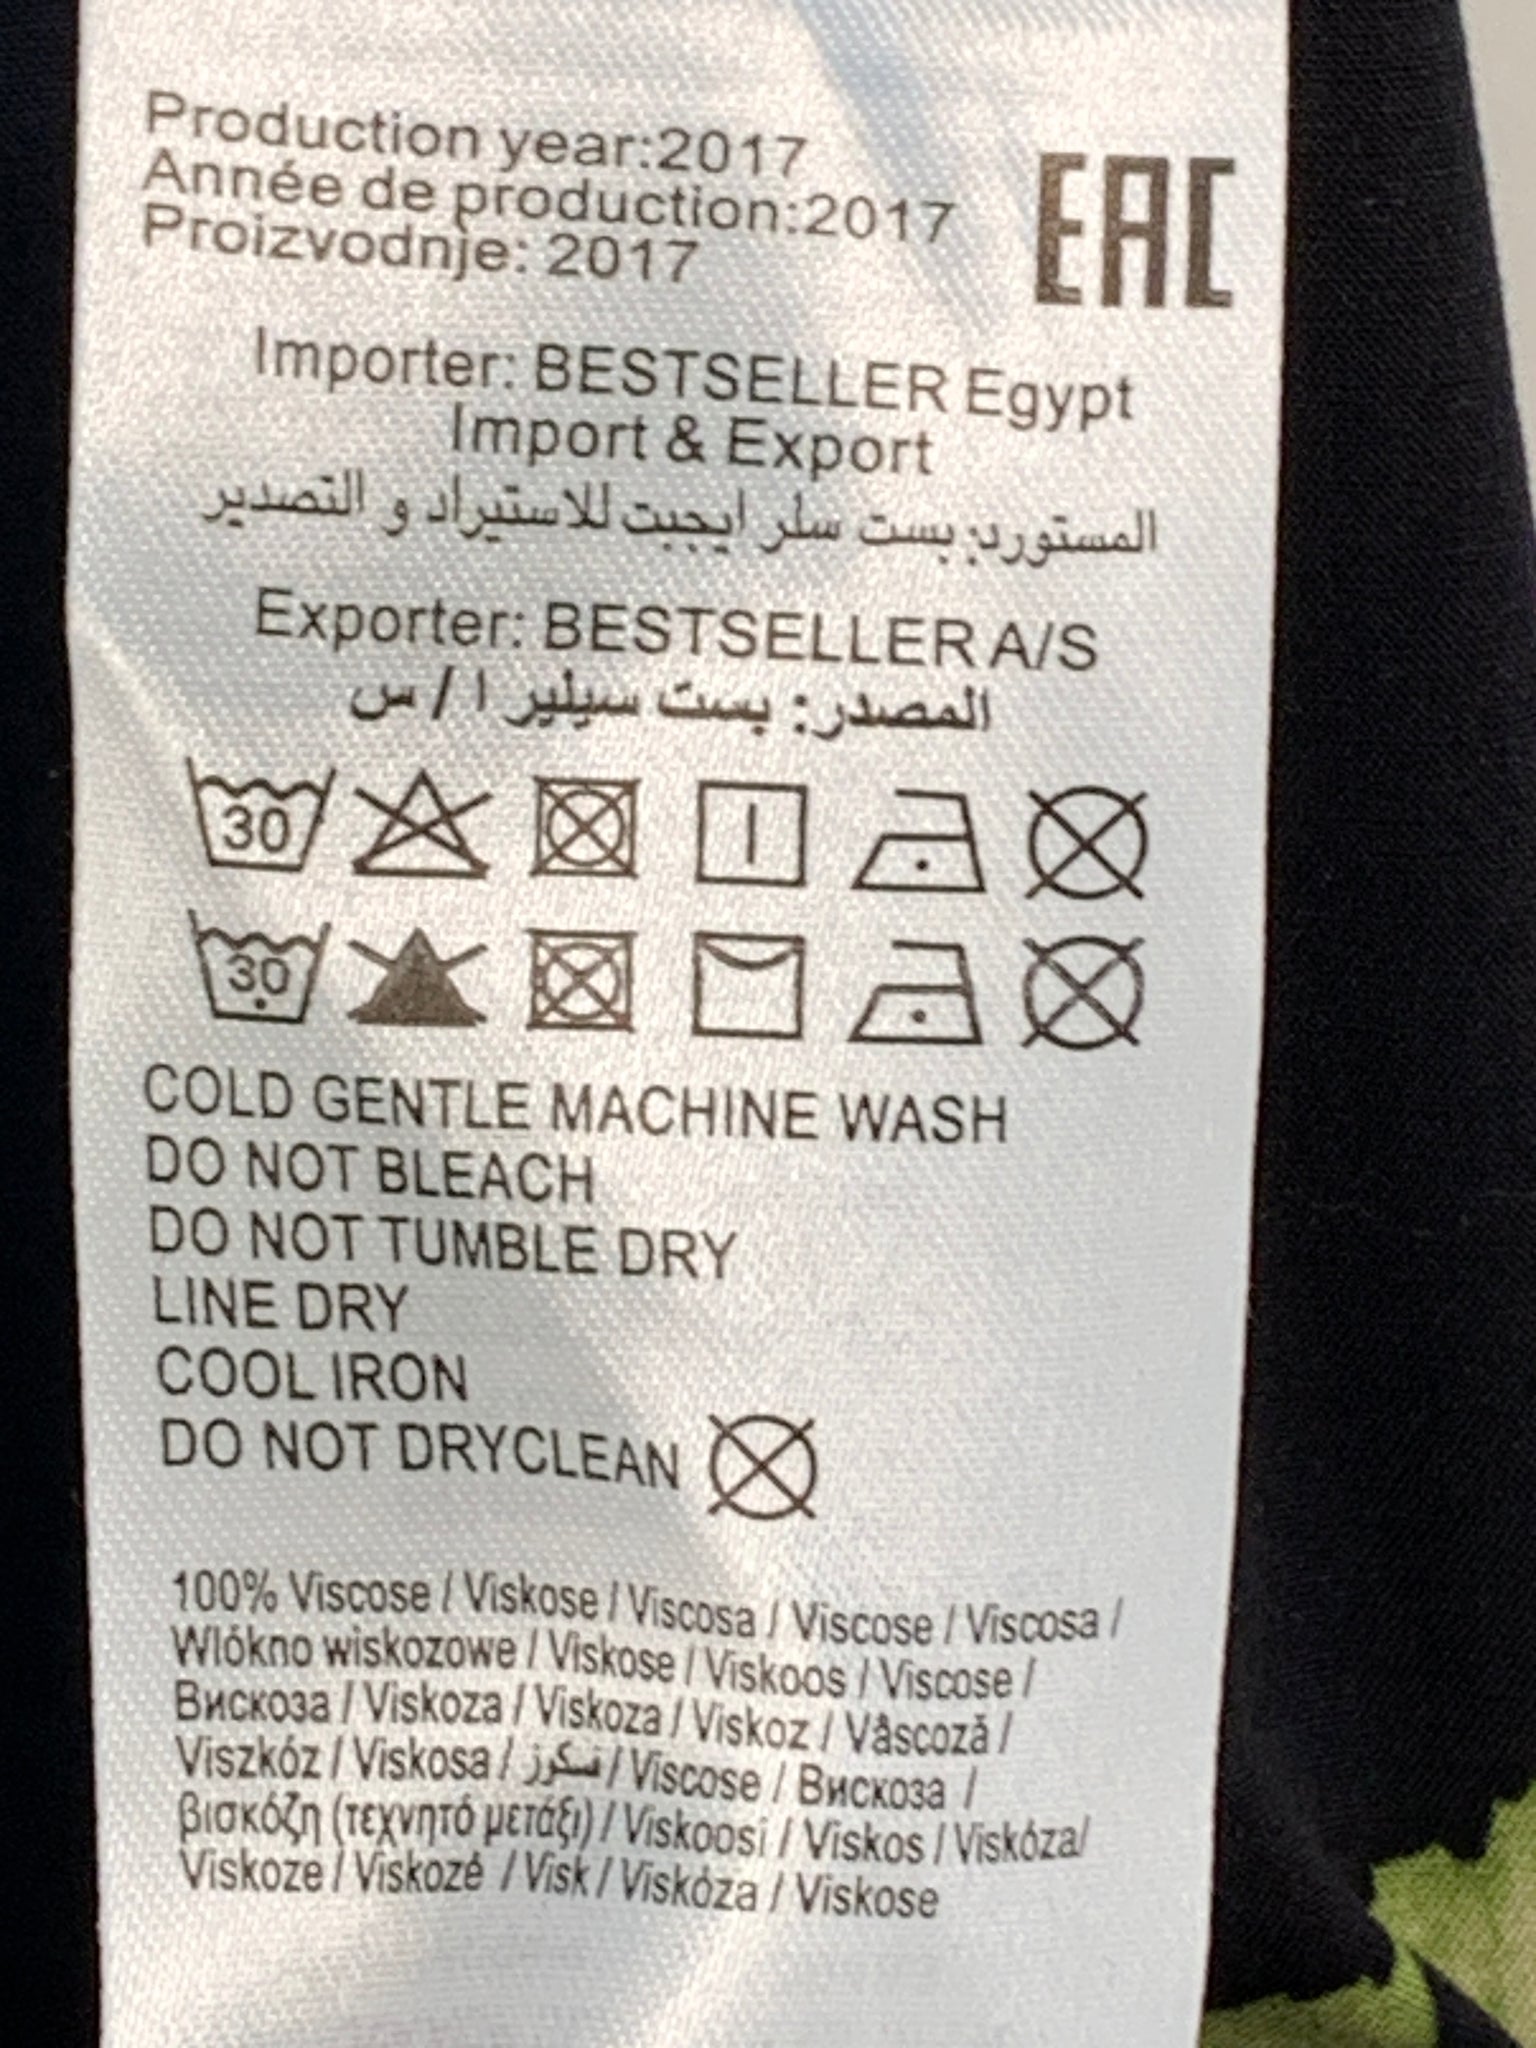 Production year:2017
Année de production:2017
Proizvodnje: 2017
EAC
Importer: BESTSELLER Egypt
Import & Export
المستورد: بست سلر ايجبت للاستيراد و التصدير
Exporter: BESTSELLER A/S
المصدر: بست سيلير ا / س
30
30
COLD GENTLE MACHINE WASH
DO NOT BLEACH
DO NOT TUMBLE DRY
LINE DRY
COOL IRON
DO NOT DRYCLEAN
100% Viscose / Viskose / Viscosa / Viscose / Viscosa /
Wlókno wiskozowe / Viskose / Viskoos / Viscose /
Вискоза / Viskoza / Viskoza / Viskoz / Vâscoză /
Viszkóz / Viskosa / / Viscose / Вискоза /
βισκόζη (τεχνητό μετάξι) / Viskoosi / Viskos / Viskóza/
Viskoze / Viskozė / Visk / Viskóza / Viskose